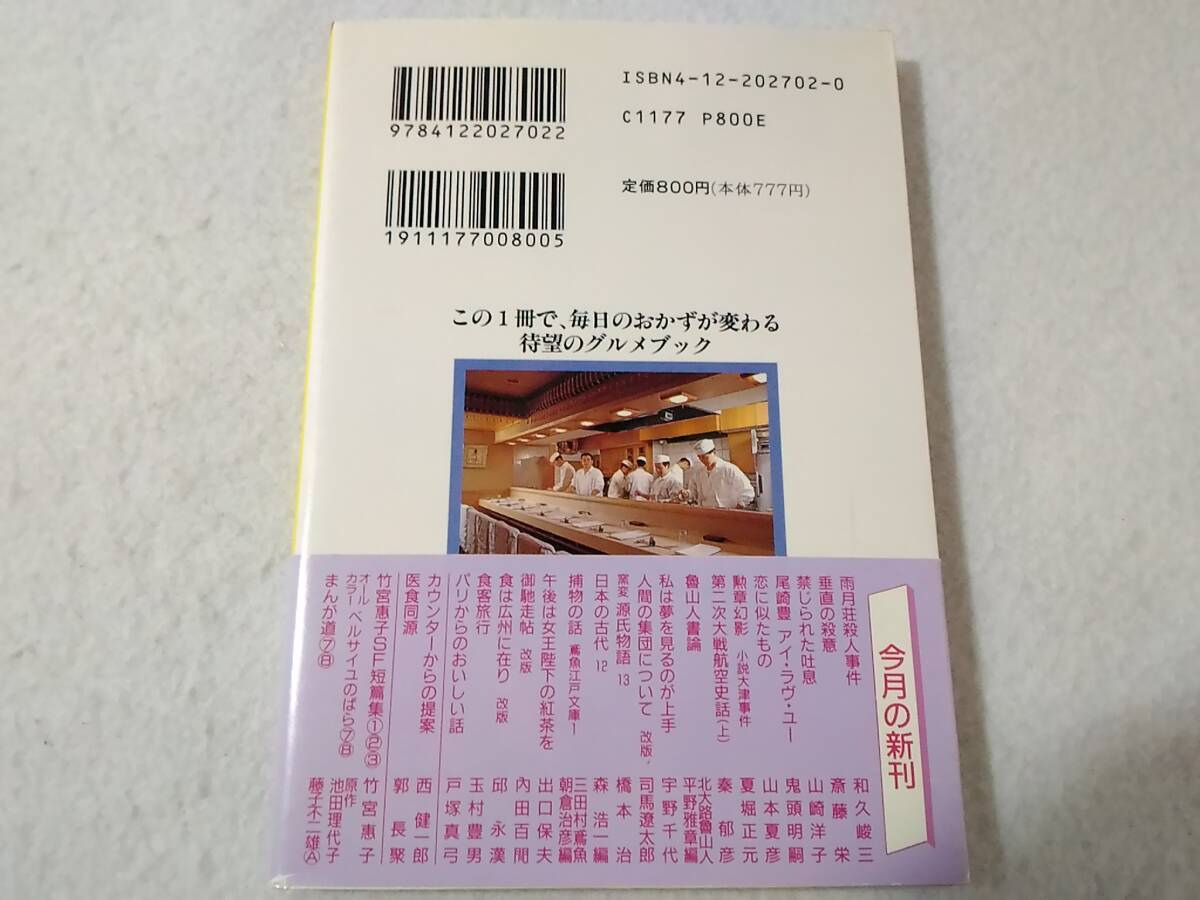 ISBN4-12-202702-0
C1177 P800E
9784122027022
定価800円(本体777円)
1911177008005
この1冊で、毎日のおかずが変わる
待望のグルメブック
今月の新刊
雨月荘殺人事件 和久峻三
垂直の殺意 斎藤栄
禁じられた吐息 山崎洋子
尾崎豊 アイ・ラヴ・ユー 鬼頭明嗣
恋に似たもの 山本夏彦
勲章幻影 小説大津事件 夏堀正元
第二次大戦航空史話(上) 秦郁彦
魯山人書論 北大路魯山人 平野雅章編
私は夢を見るのが上手 宇野千代
人間の集団について 改版 司馬遼太郎
窯変 源氏物語 13 橋本治
日本の古代 12 森浩一編
捕物の話 鳶魚江戸文庫1 三田村鳶魚 朝倉治彦編
午後は女王陛下の紅茶を 出口保夫
御馳走帖 改版 内田百閒
食は広州に在り 改版 邱永漢
食客旅行 玉村豊男
パリからのおいしい話 戸塚真弓
カウンターからの提案 西健一郎
医食同源 郭長聚
竹宮惠子SF短篇集①②③ 竹宮惠子
オールカラー ベルサイユのばら⑦⑧ 原作 池田理代子
まんが道⑦⑧ 藤子不二雄Ⓐ